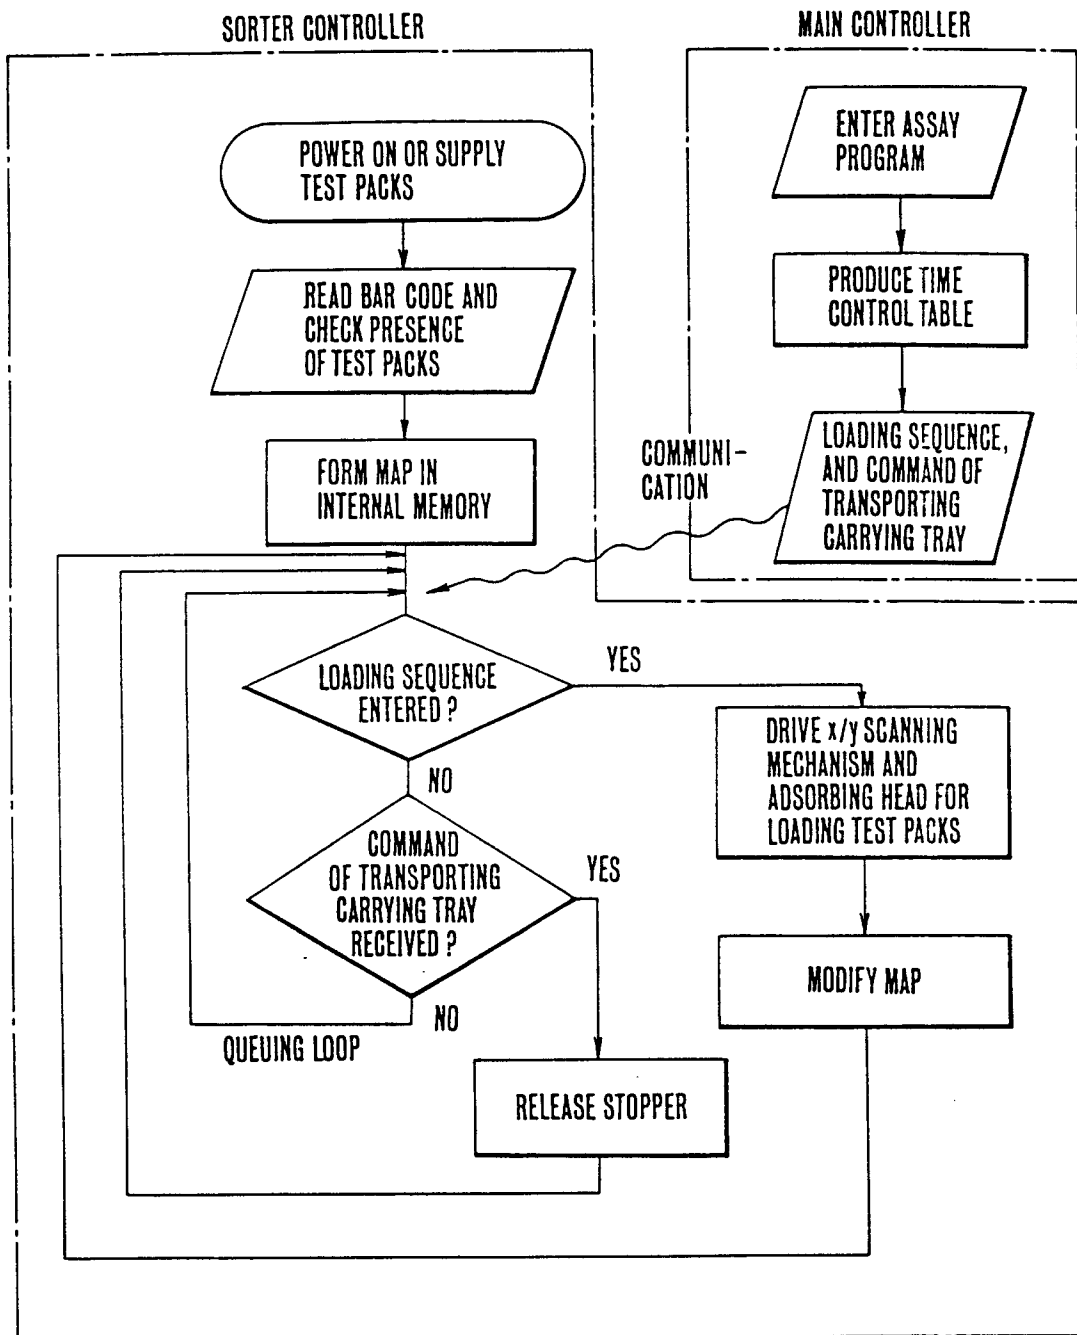 SORTER CONTROLLER
MAIN CONTROLLER
POWER ON OR SUPPLY
TEST PACKS
READ BAR CODE AND
CHECK PRESENCE
OF TEST PACKS
FORM MAP IN
INTERNAL MEMORY
ENTER ASSAY
PROGRAM
PRODUCE TIME
CONTROL TABLE
LOADING SEQUENCE,
AND COMMAND OF
TRANSPORTING
CARRYING TRAY
COMMUNI-
CATION
LOADING SEQUENCE
ENTERED ?
YES
NO
DRIVE x/y SCANNING
MECHANISM AND
ADSORBING HEAD FOR
LOADING TEST PACKS
COMMAND
OF TRANSPORTING
CARRYING TRAY
RECEIVED ?
YES
NO
MODIFY MAP
QUEUING LOOP
RELEASE STOPPER